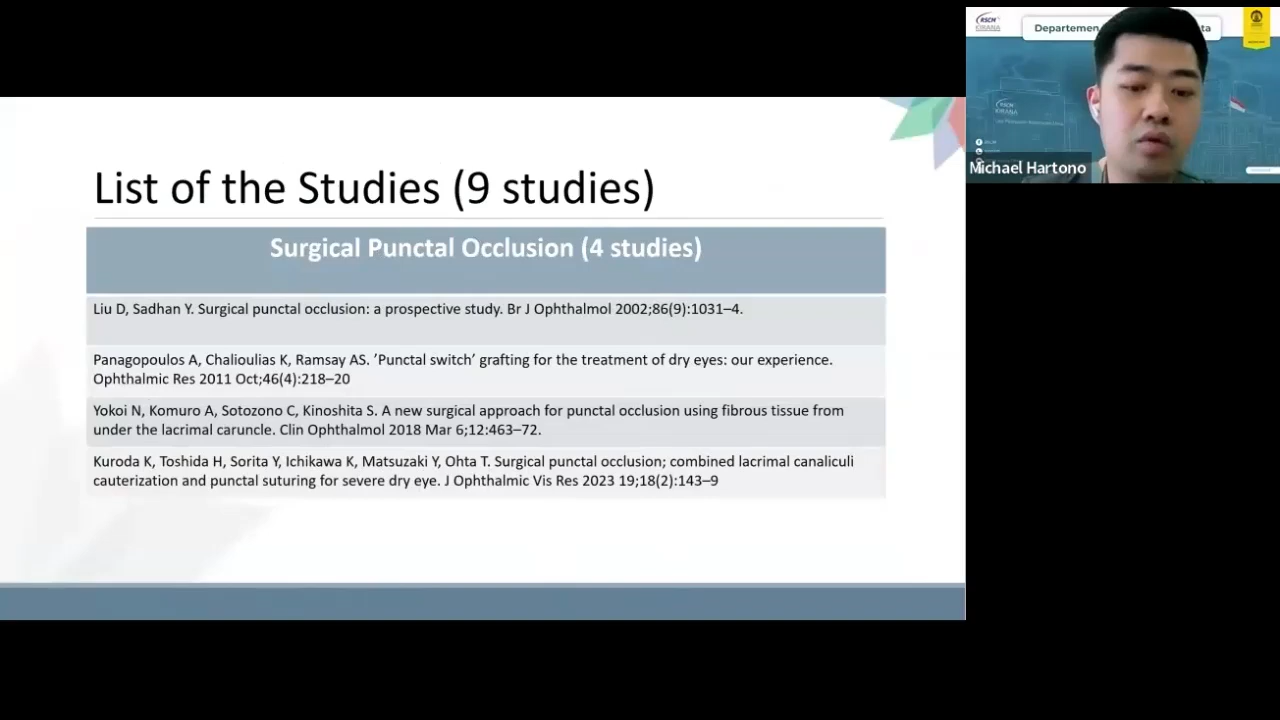 List of the Studies (9 studies)
Surgical Punctal Occlusion (4 studies)
Liu D, Sadhan Y. Surgical punctal occlusion: a prospective study. Br J Ophthalmol 2002;86(9):1031–4.
Panagopoulos A, Chalioulias K, Ramsay AS. ’Punctal switch’ grafting for the treatment of dry eyes: our experience.
Ophthalmic Res 2011 Oct;46(4):218–20
Yokoi N, Komuro A, Sotozono C, Kinoshita S. A new surgical approach for punctal occlusion using fibrous tissue from
under the lacrimal caruncle. Clin Ophthalmol 2018 Mar 6;12:463–72.
Kuroda K, Toshida H, Sorita Y, Ichikawa K, Matsuzaki Y, Ohta T. Surgical punctal occlusion; combined lacrimal canaliculi
cauterization and punctal suturing for severe dry eye. J Ophthalmic Vis Res 2023 19;18(2):143–9
RSCM
KIRANA
Departemen
ta
RSCM
KIRANA
Michael Hartono